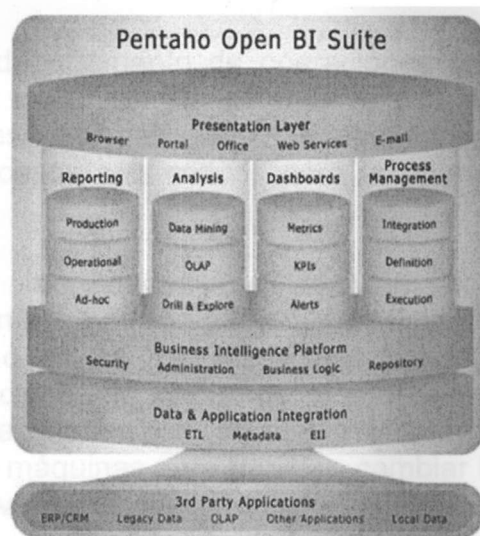 Pentaho Open BI Suite
Presentation Layer
Browser Portal Office Web Services E-mail
Reporting Analysis Dashboards Process Management
Production Data Mining Metrics Integration
Operational OLAP KPIs Definition
Ad-hoc Drill & Explore Alerts Execution
Business Intelligence Platform
Security Administration Business Logic Repository
Data & Application Integration
ETL Metadata EII
3rd Party Applications
ERP/CRM Legacy Data OLAP Other Applications Local Data